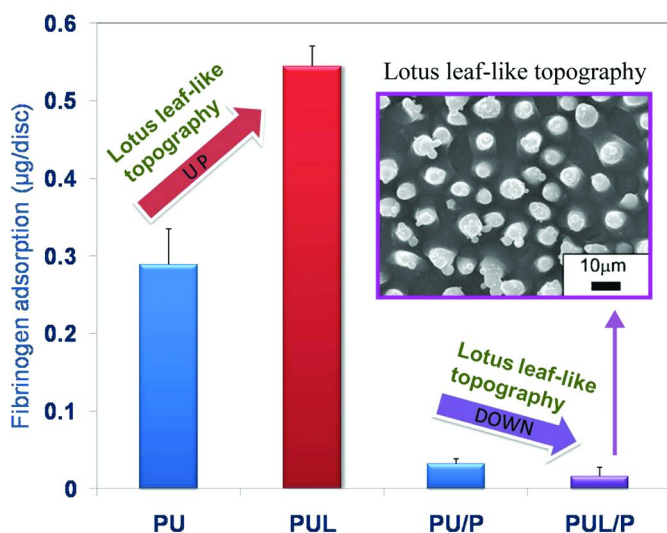 0.6
0.5
0.4
0.3
0.2
0.1
0
Fibrinogen adsorption (µg/disc)
Lotus leaf-like
topography
UP
Lotus leaf-like topography
10µm
Lotus leaf-like
topography
DOWN
PU
PUL
PU/P
PUL/P